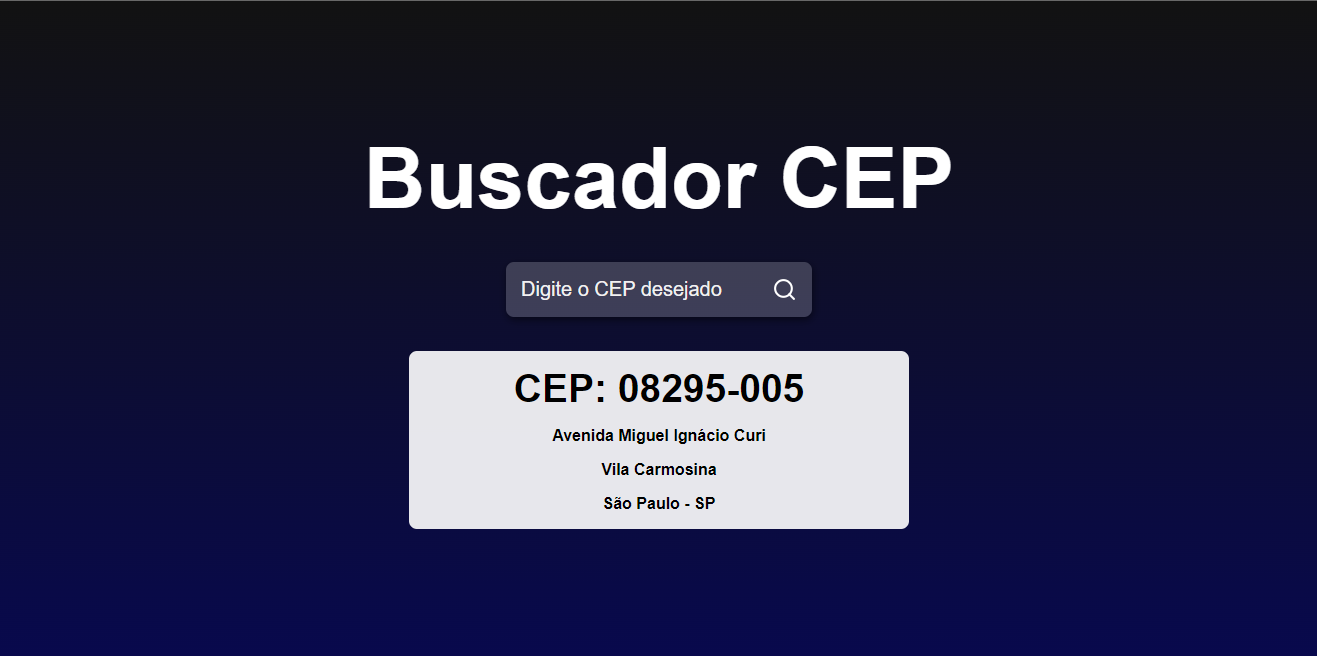 Buscador CEP
Digite o CEP desejado
CEP: 08295-005
Avenida Miguel Ignácio Curi
Vila Carmosina
São Paulo - SP